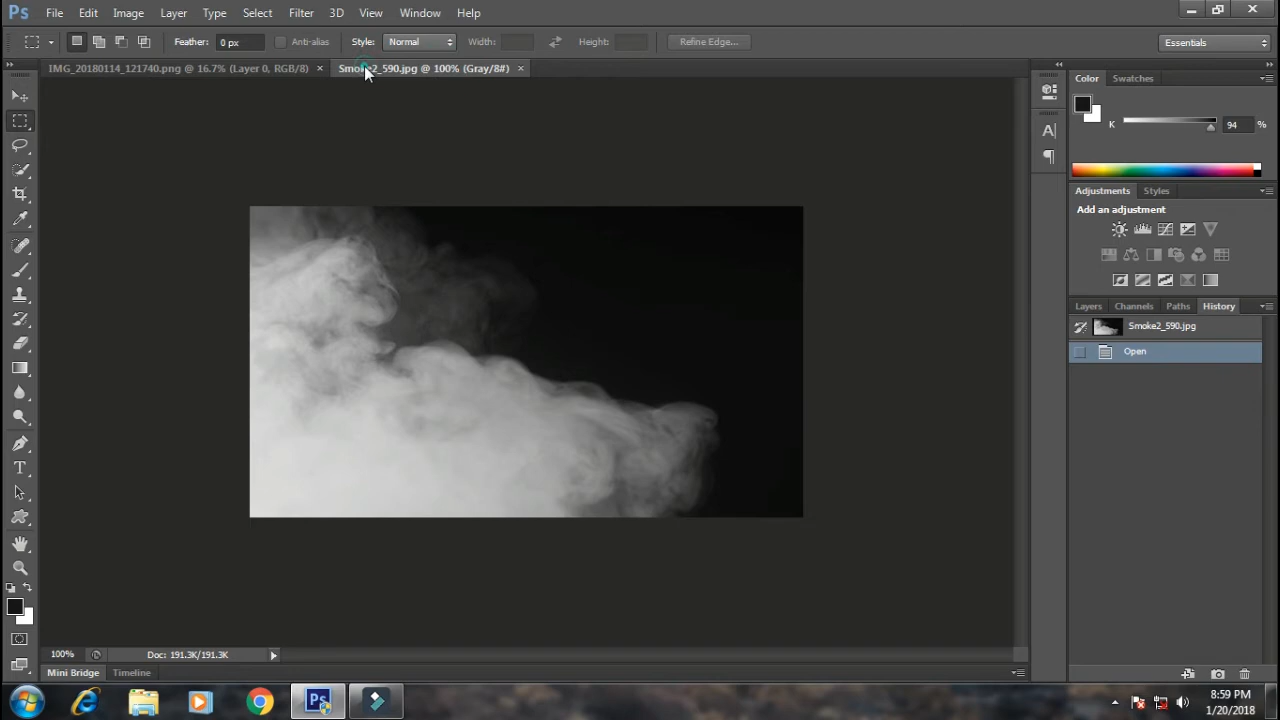 Ps File Edit Image Layer Type Select Filter 3D View Window Help
Feather: 0 px Anti-alias Style: Normal Width: Height: Refine Edge... Essentials
IMG_20180114_121740.png @ 16.7% (Layer 0, RGB/8) × Smoke2_590.jpg @ 100% (Gray/8#) ×
Color Swatches
K 94 %
Adjustments Styles
Add an adjustment
Layers Channels Paths History
Smoke2_590.jpg
Open
100% Doc: 191.3K/191.3K
Mini Bridge Timeline
Ps
8:59 PM
1/20/2018